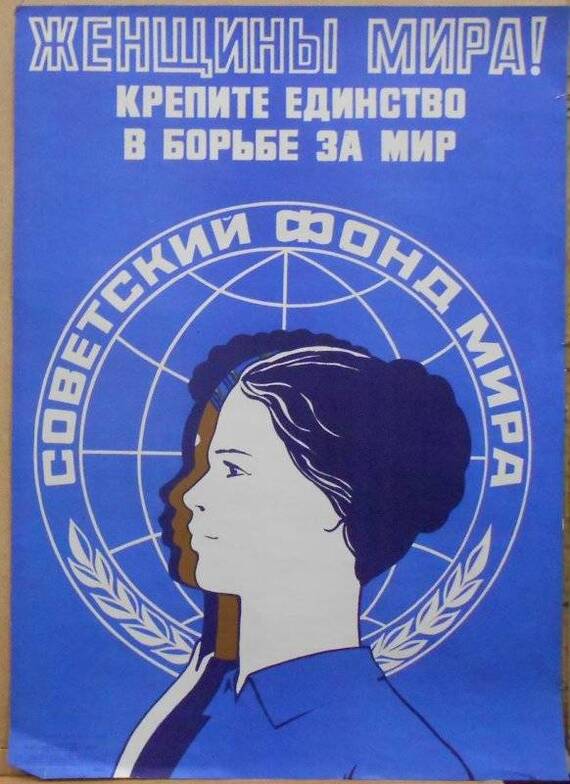 ЖЕНЩИНЫ МИРА!
КРЕПИТЕ ЕДИНСТВО
В БОРЬБЕ ЗА МИР
СОВЕТСКИЙ ФОНД МИРА